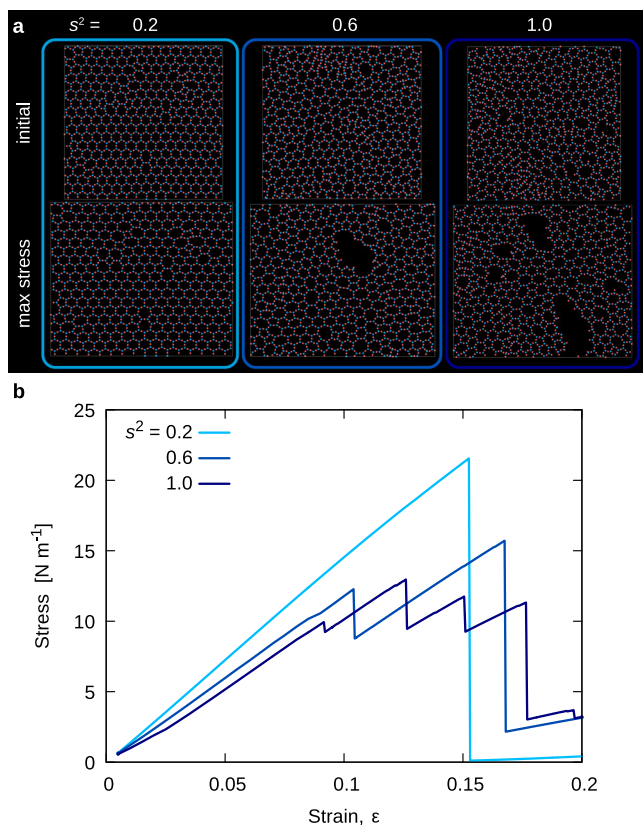 a s² = 0.2 0.6 1.0
initial
max stress
b
25
20
15
10
5
0
s² = 0.2
0.6
1.0
Stress [N m⁻¹]
0 0.05 0.1 0.15 0.2
Strain, ε